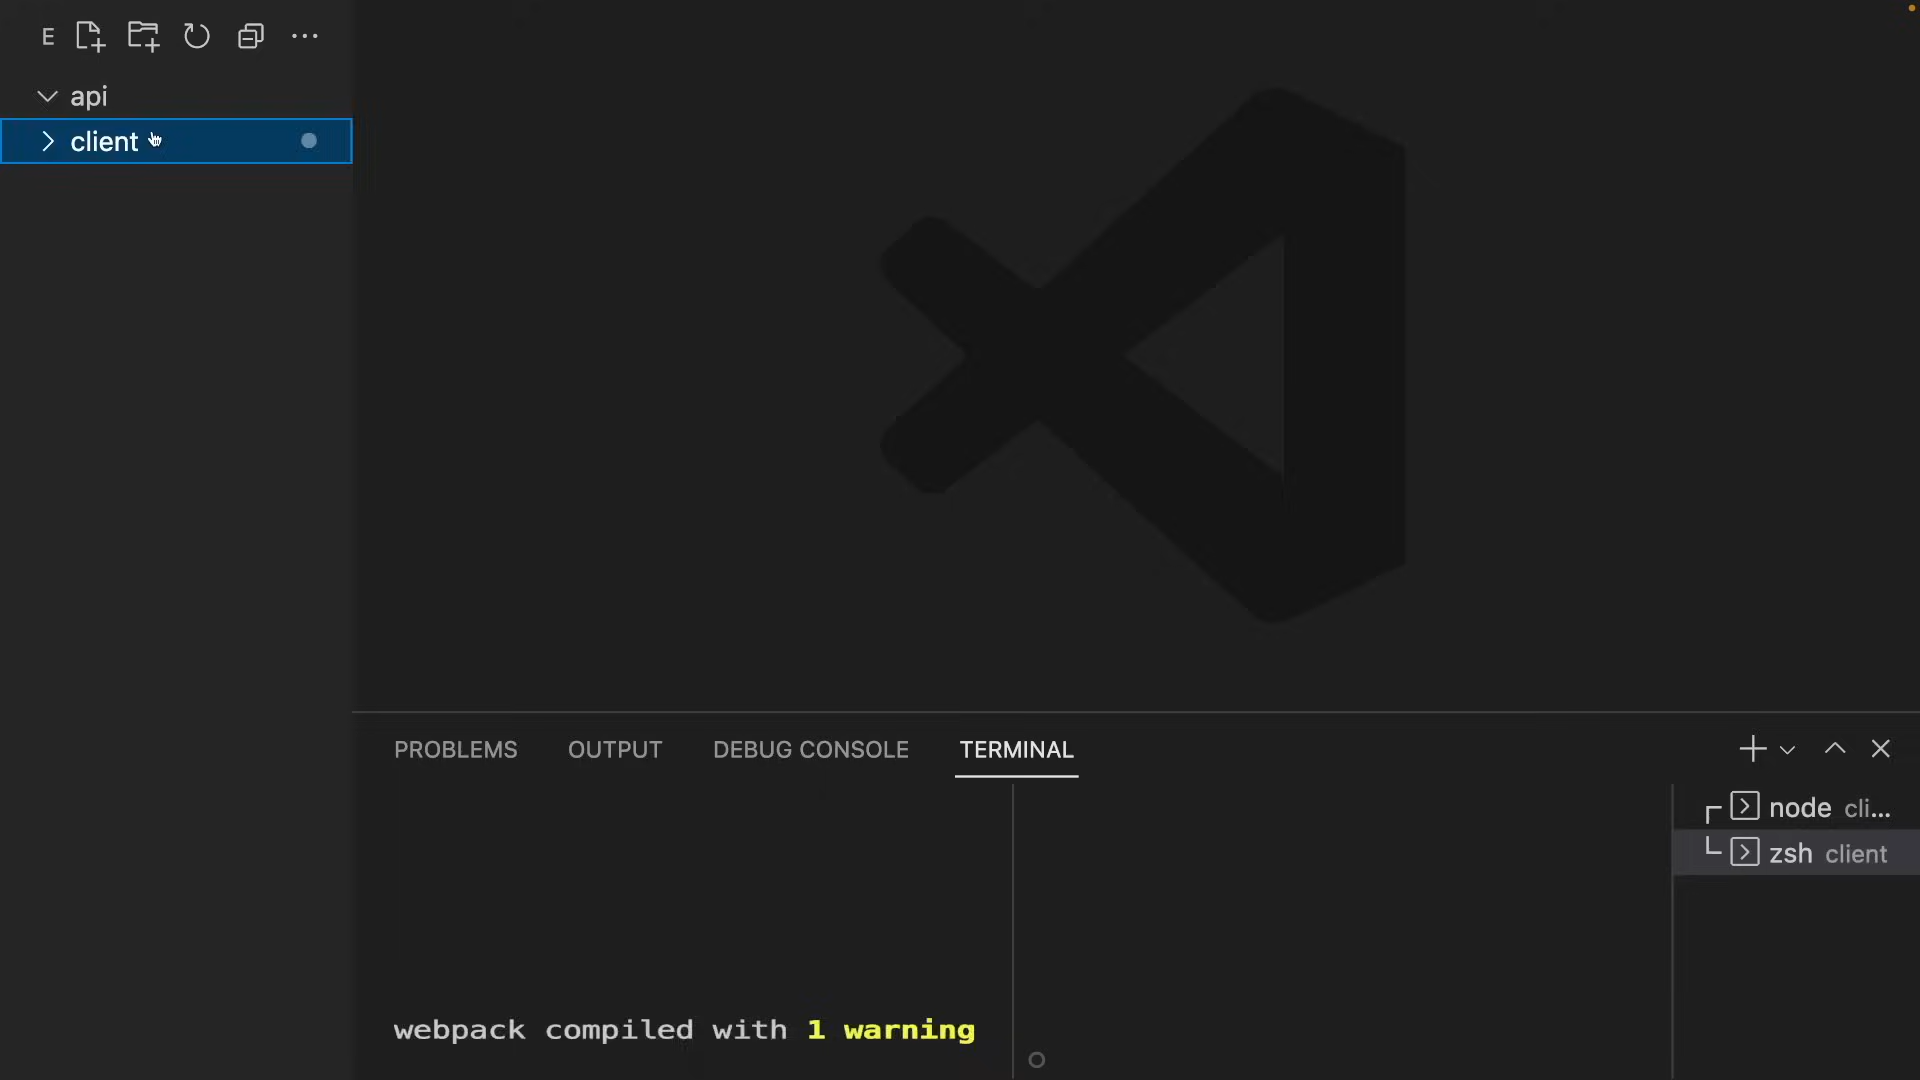 E
api
client
PROBLEMS OUTPUT DEBUG CONSOLE TERMINAL
node cli...
zsh client
webpack compiled with 1 warning